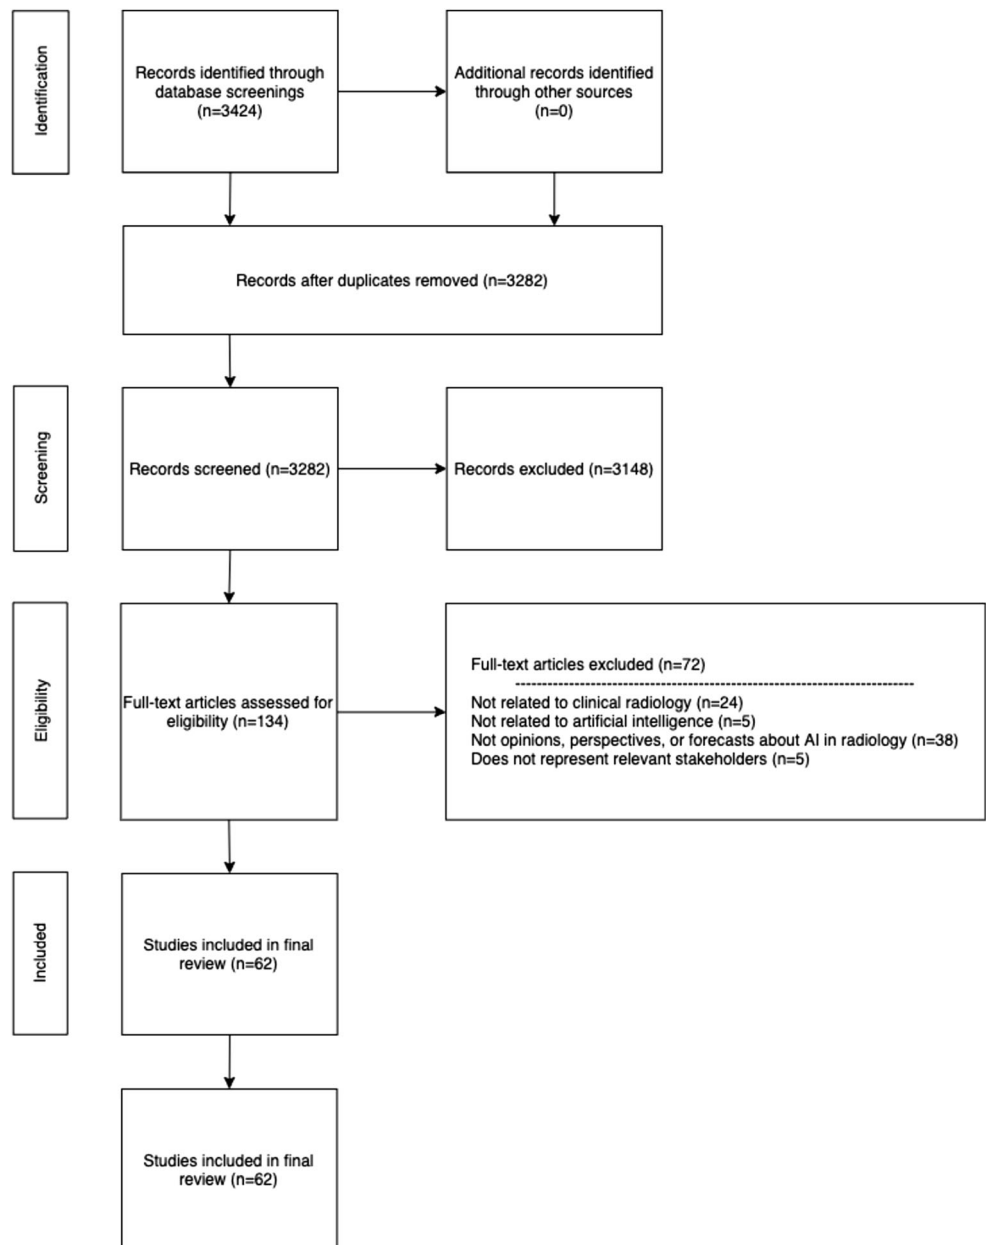 Identification
Records identified through
database screenings
(n=3424)
Additional records identified
through other sources
(n=0)
Records after duplicates removed (n=3282)
Screening
Records screened (n=3282)
Records excluded (n=3148)
Eligibility
Full-text articles assessed for
eligibility (n=134)
Full-text articles excluded (n=72)
Not related to clinical radiology (n=24)
Not related to artificial intelligence (n=5)
Not opinions, perspectives, or forecasts about AI in radiology (n=38)
Does not represent relevant stakeholders (n=5)
Included
Studies included in final
review (n=62)
Studies included in final
review (n=62)